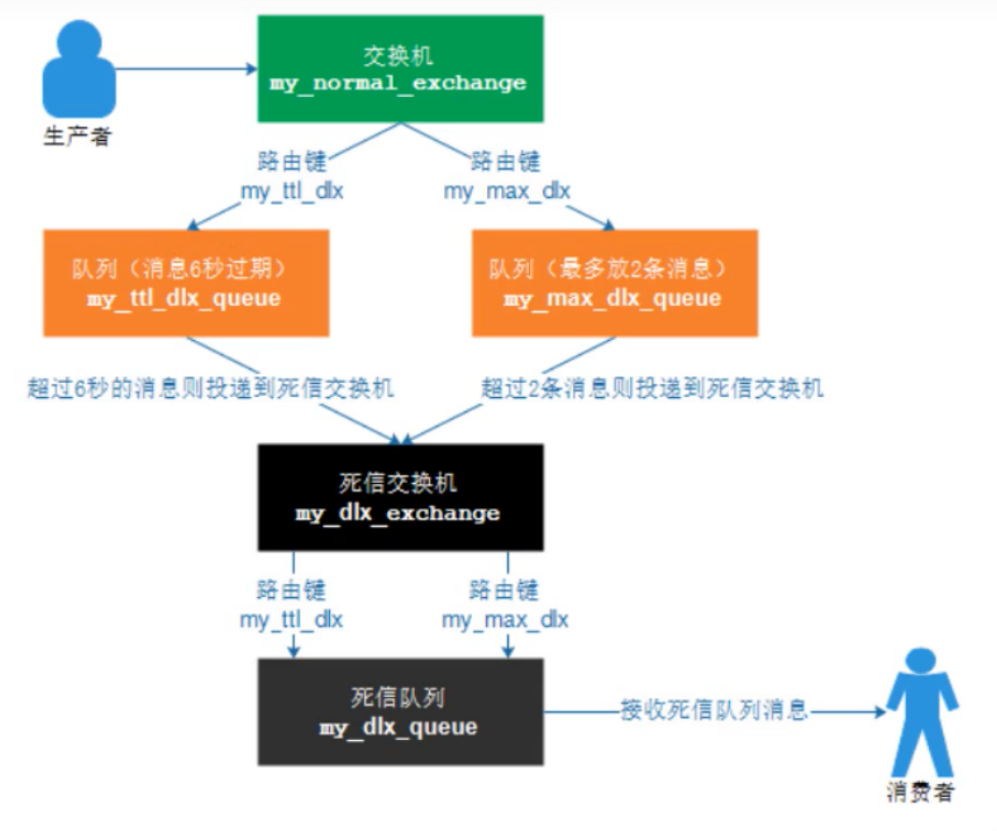 交换机
my_normal_exchange
生产者
路由键
my_ttl_dlx
路由键
my_max_dlx
队列（消息6秒过期）
my_ttl_dlx_queue
队列（最多放2条消息）
my_max_dlx_queue
超过6秒的消息则投递到死信交换机
超过2条消息则投递到死信交换机
死信交换机
my_dlx_exchange
路由键
my_ttl_dlx
路由键
my_max_dlx
死信队列
my_dlx_queue
接收死信队列消息
消费者